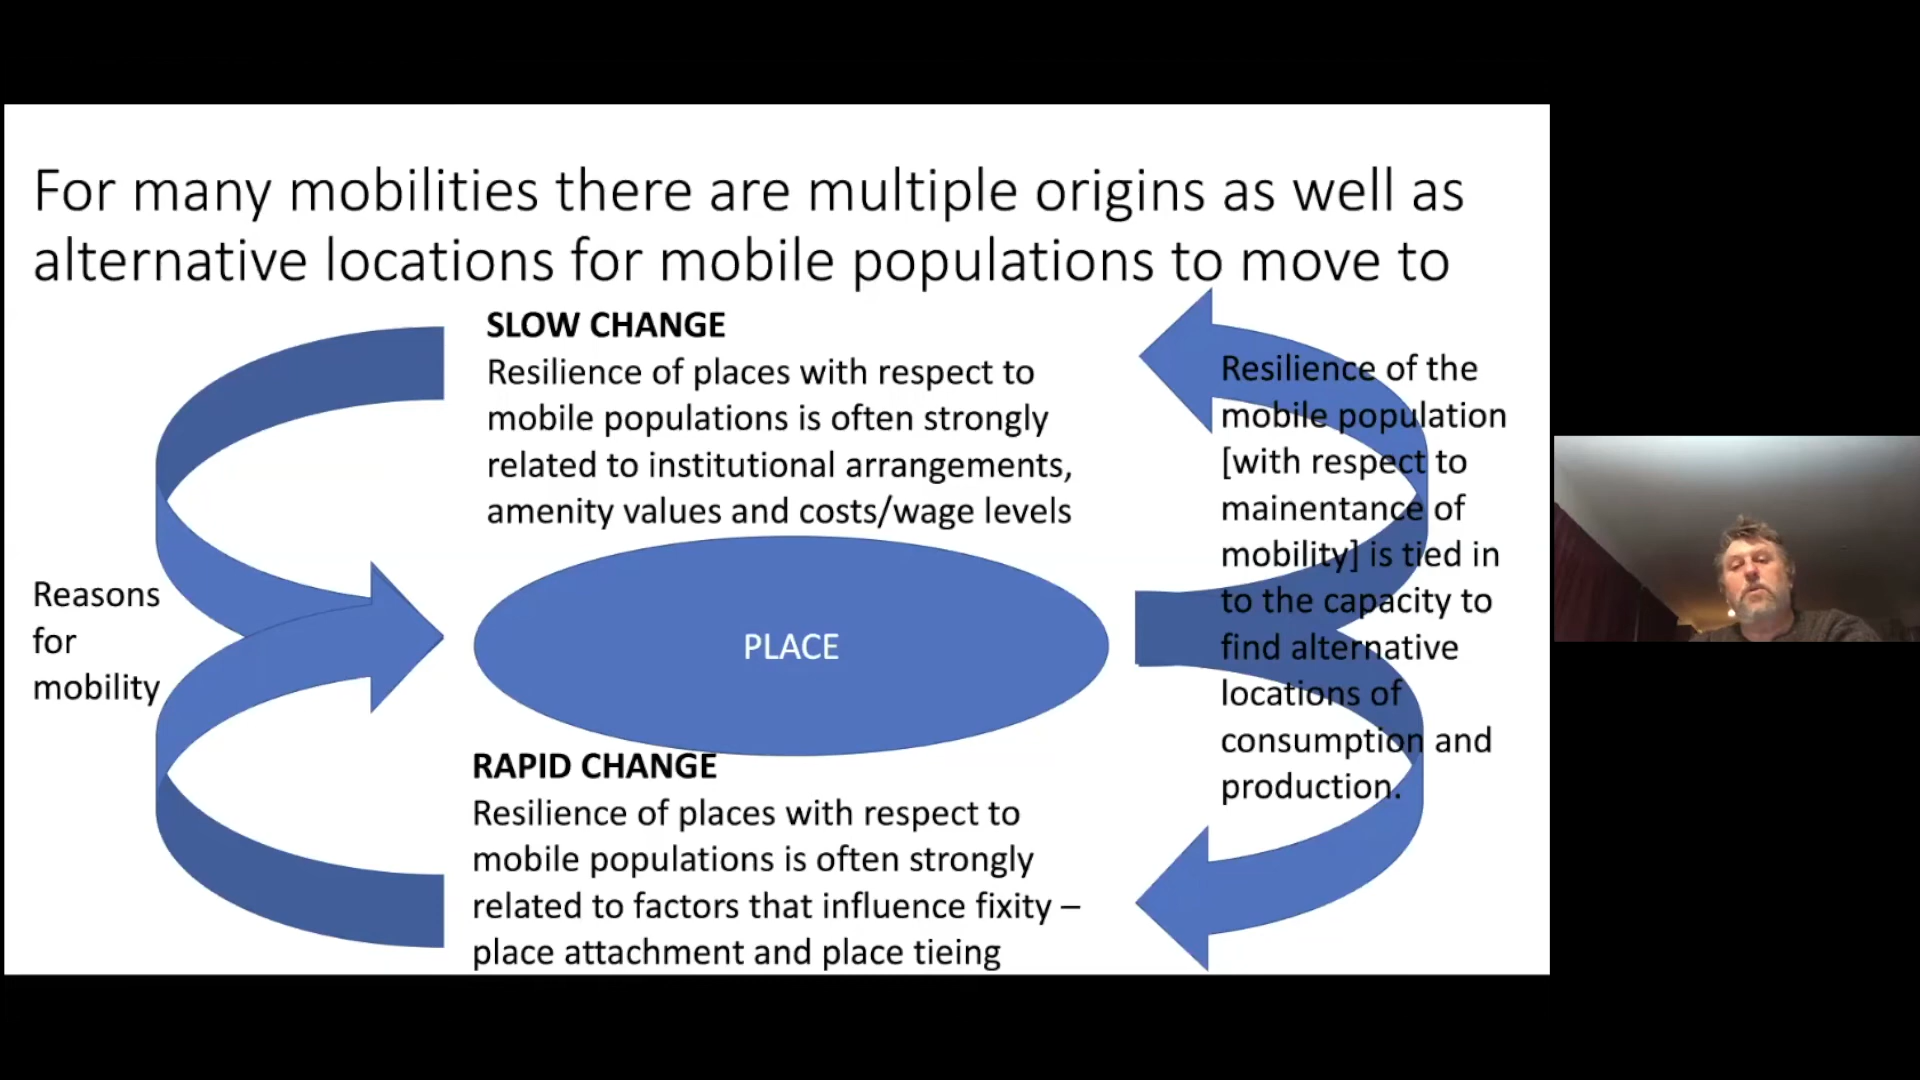 For many mobilities there are multiple origins as well as
alternative locations for mobile populations to move to
SLOW CHANGE
Resilience of places with respect to
mobile populations is often strongly
related to institutional arrangements,
amenity values and costs/wage levels
Reasons
for
mobility
PLACE
RAPID CHANGE
Resilience of places with respect to
mobile populations is often strongly
related to factors that influence fixity –
place attachment and place tieing
Resilience of the
mobile population
[with respect to
mainentance of
mobility] is tied in
to the capacity to
find alternative
locations of
consumption and
production.